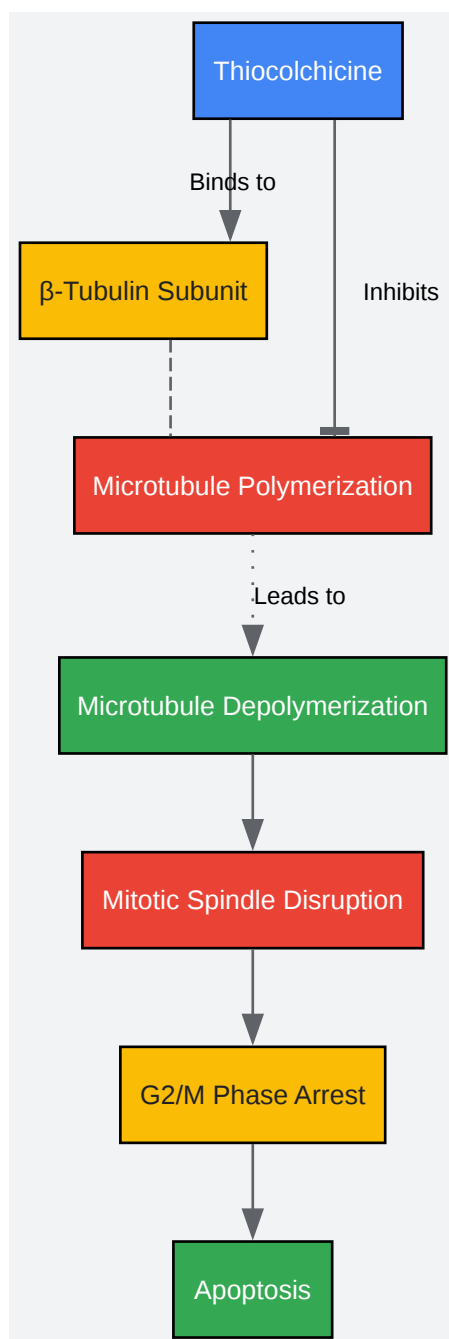 Thiocolchicine
Binds to
β-Tubulin Subunit
Inhibits
Microtubule Polymerization
Leads to
Microtubule Depolymerization
Mitotic Spindle Disruption
G2/M Phase Arrest
Apoptosis